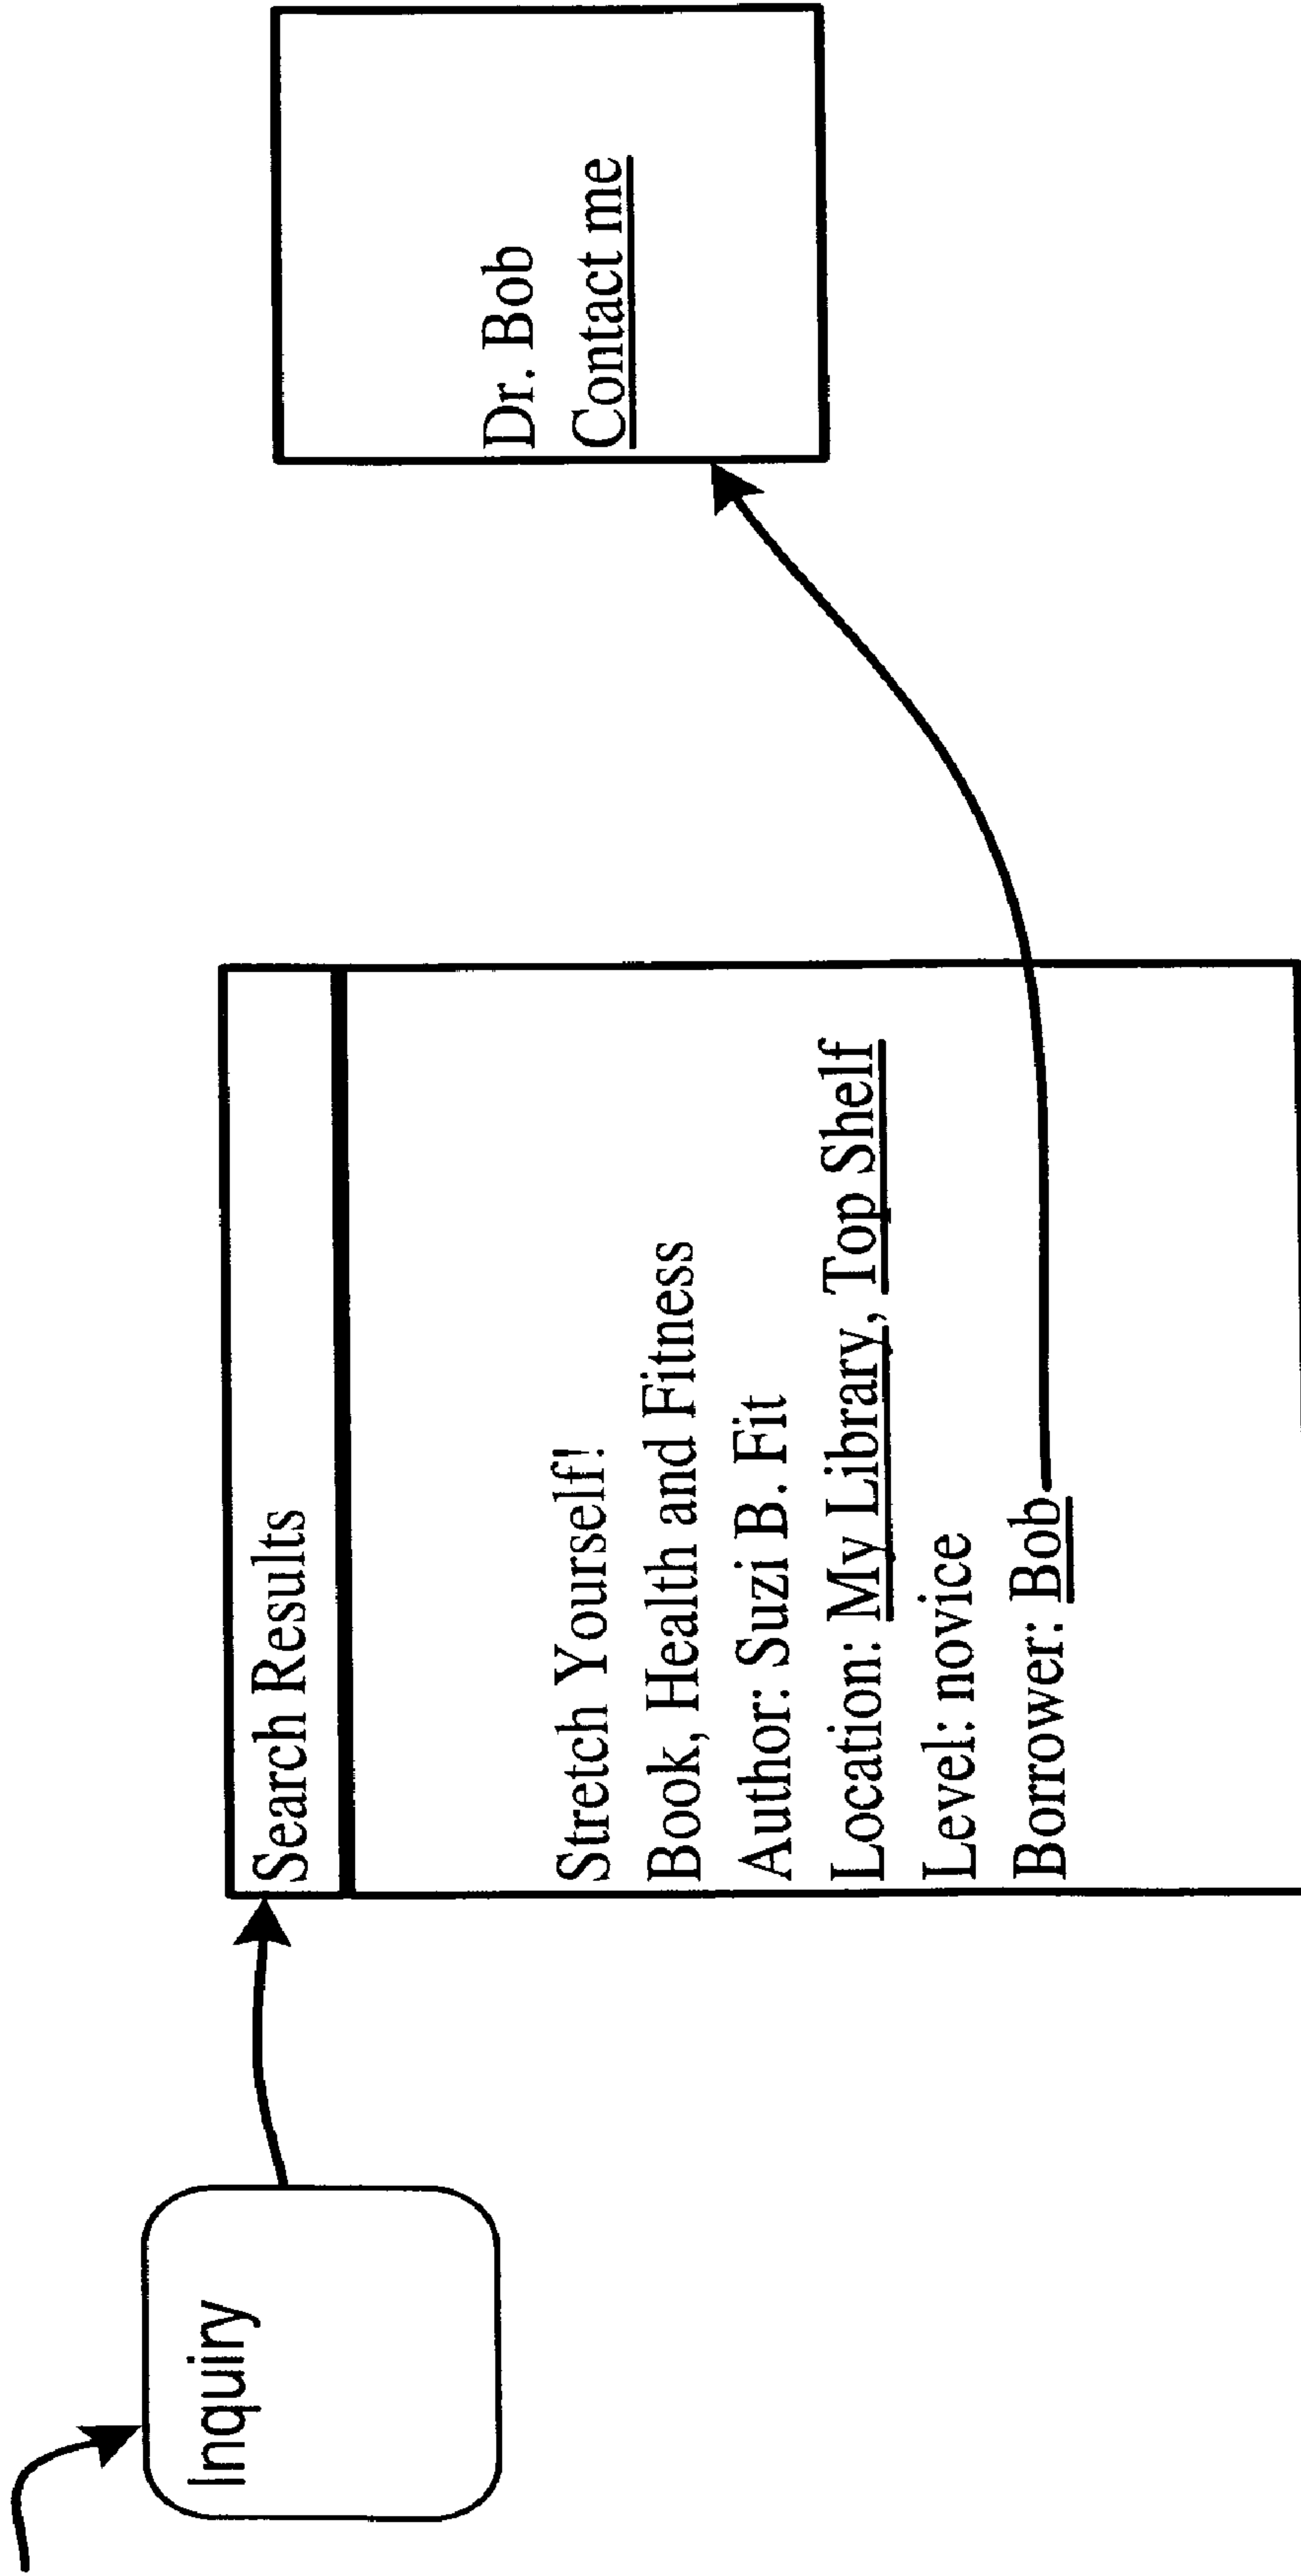 Inquiry
Search Results
Stretch Yourself!
Book, Health and Fitness
Author: Suzi B. Fit
Location: My Library, Top Shelf
Level: novice
Borrower: Bob
Dr. Bob
Contact me